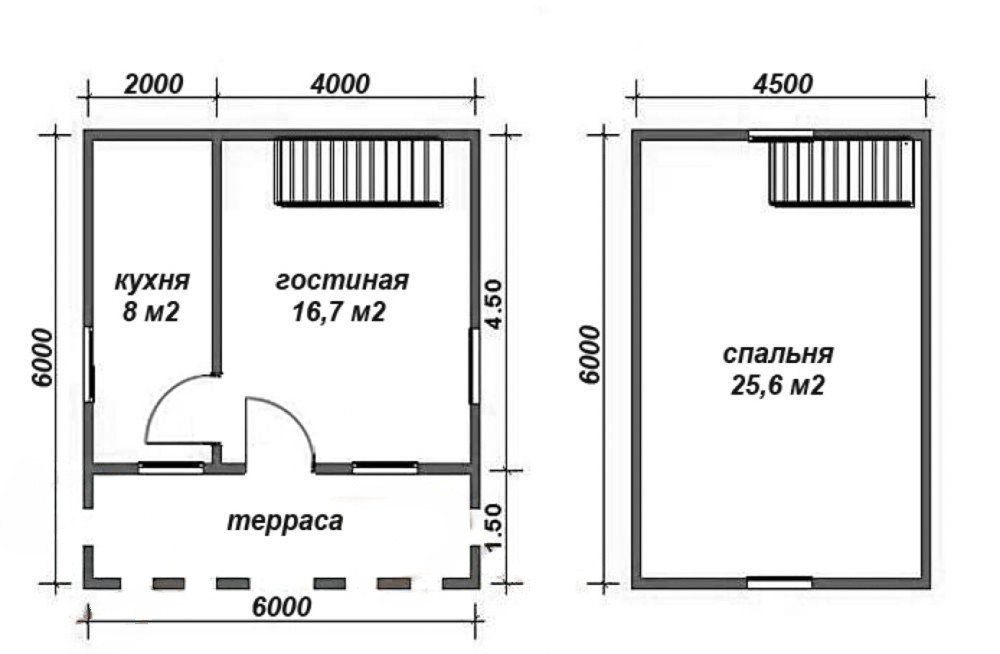 2000
4000
4500
кухня
8 м2
гостиная
16,7 м2
4.50
6000
6000
спальня
25,6 м2
терраса
1.50
6000